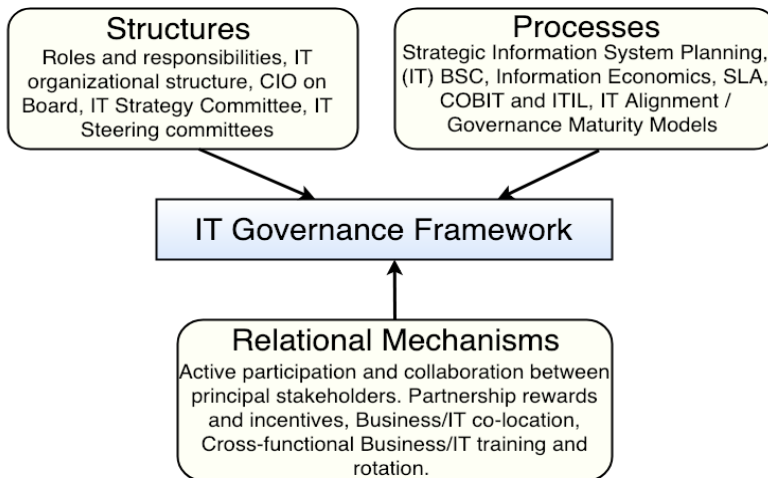 Structures
Roles and responsibilities, IT
organizational structure, CIO on
Board, IT Strategy Committee, IT
Steering committees
Processes
Strategic Information System Planning,
(IT) BSC, Information Economics, SLA,
COBIT and ITIL, IT Alignment /
Governance Maturity Models
IT Governance Framework
Relational Mechanisms
Active participation and collaboration between
principal stakeholders. Partnership rewards
and incentives, Business/IT co-location,
Cross-functional Business/IT training and
rotation.